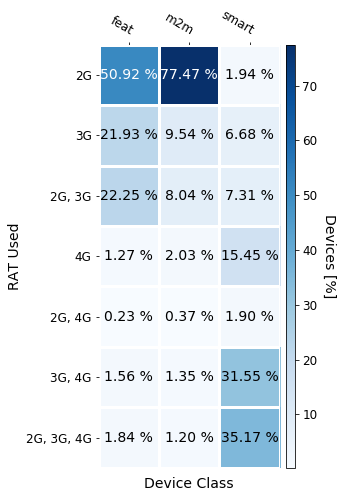 feat m2m smart
2G 50.92 % 77.47 % 1.94 %
3G 21.93 % 9.54 % 6.68 %
2G, 3G 22.25 % 8.04 % 7.31 %
4G 1.27 % 2.03 % 15.45 %
2G, 4G 0.23 % 0.37 % 1.90 %
3G, 4G 1.56 % 1.35 % 31.55 %
2G, 3G, 4G 1.84 % 1.20 % 35.17 %
RAT Used
Device Class
70
60
50
40
30
20
10
Devices [%]